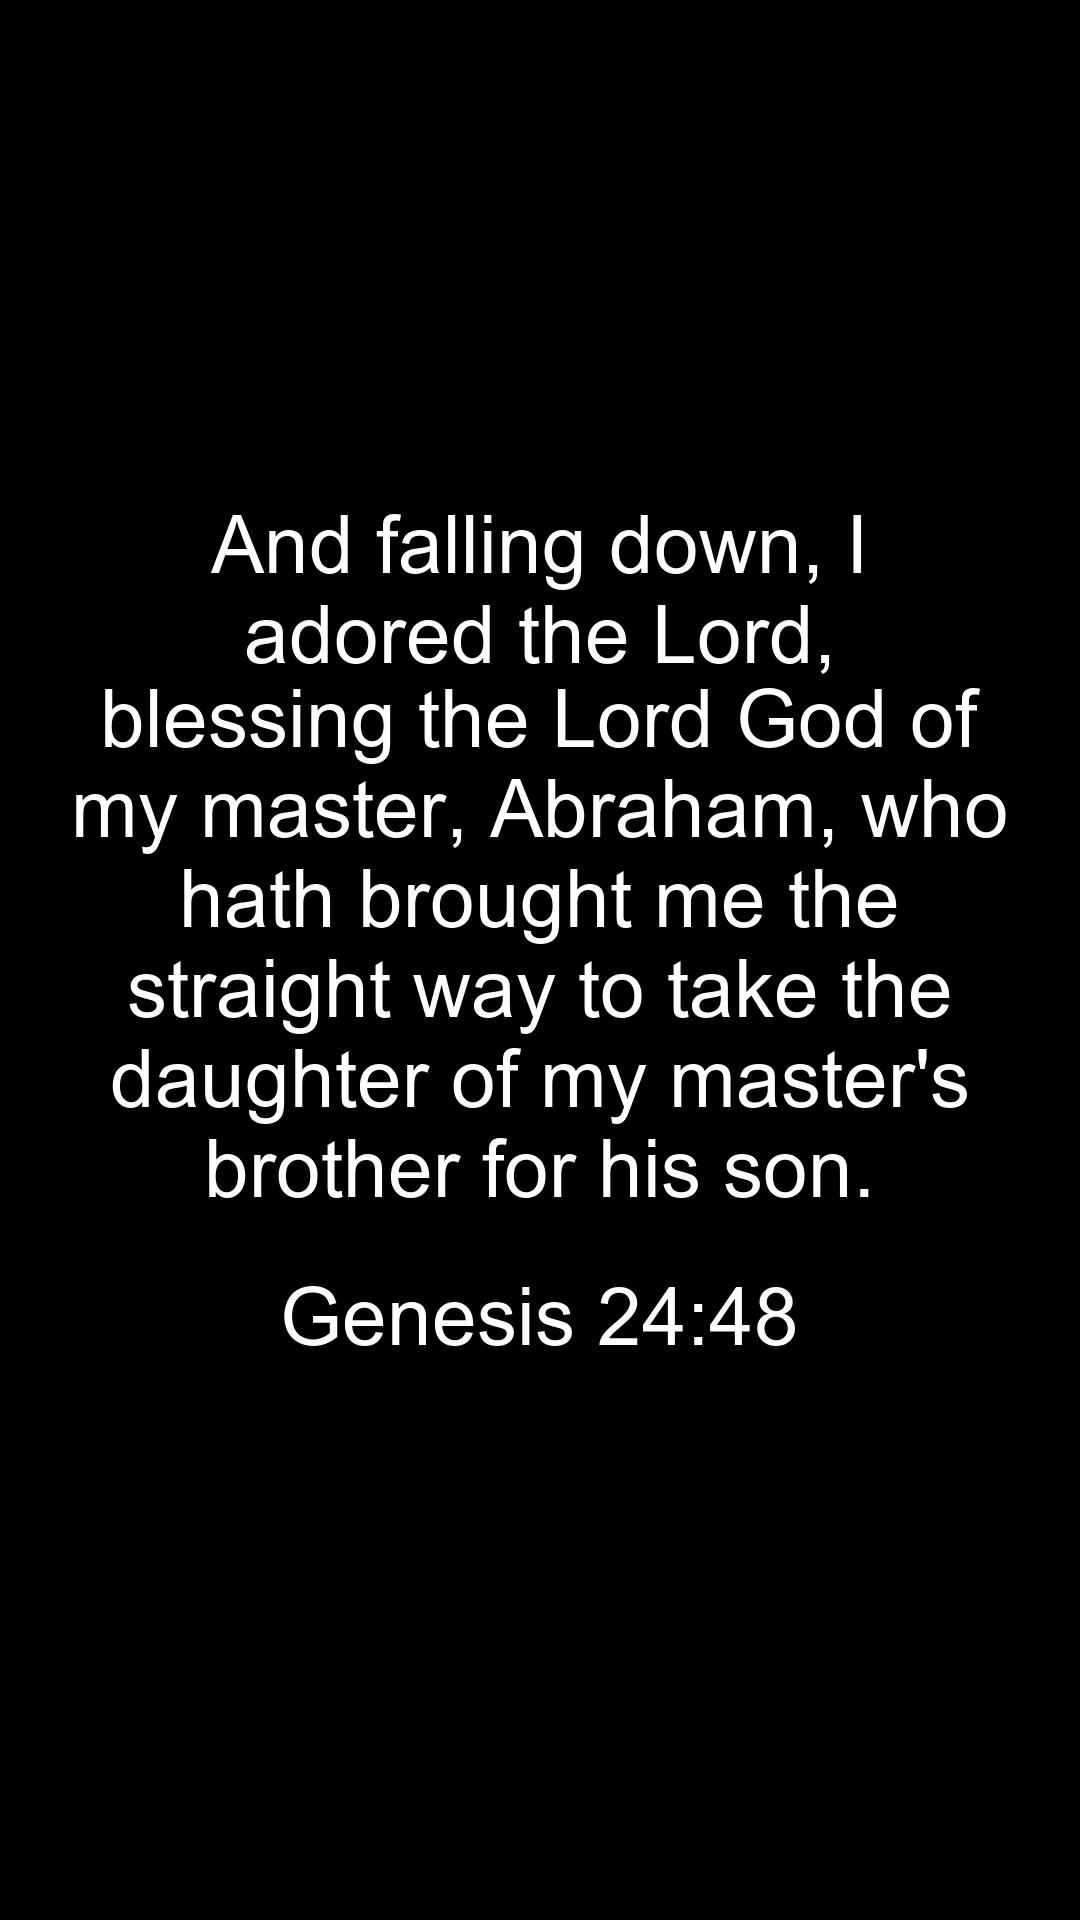 And falling down, I
adored the Lord,
blessing the Lord God of
my master, Abraham, who
hath brought me the
straight way to take the
daughter of my master's
brother for his son.
Genesis 24:48